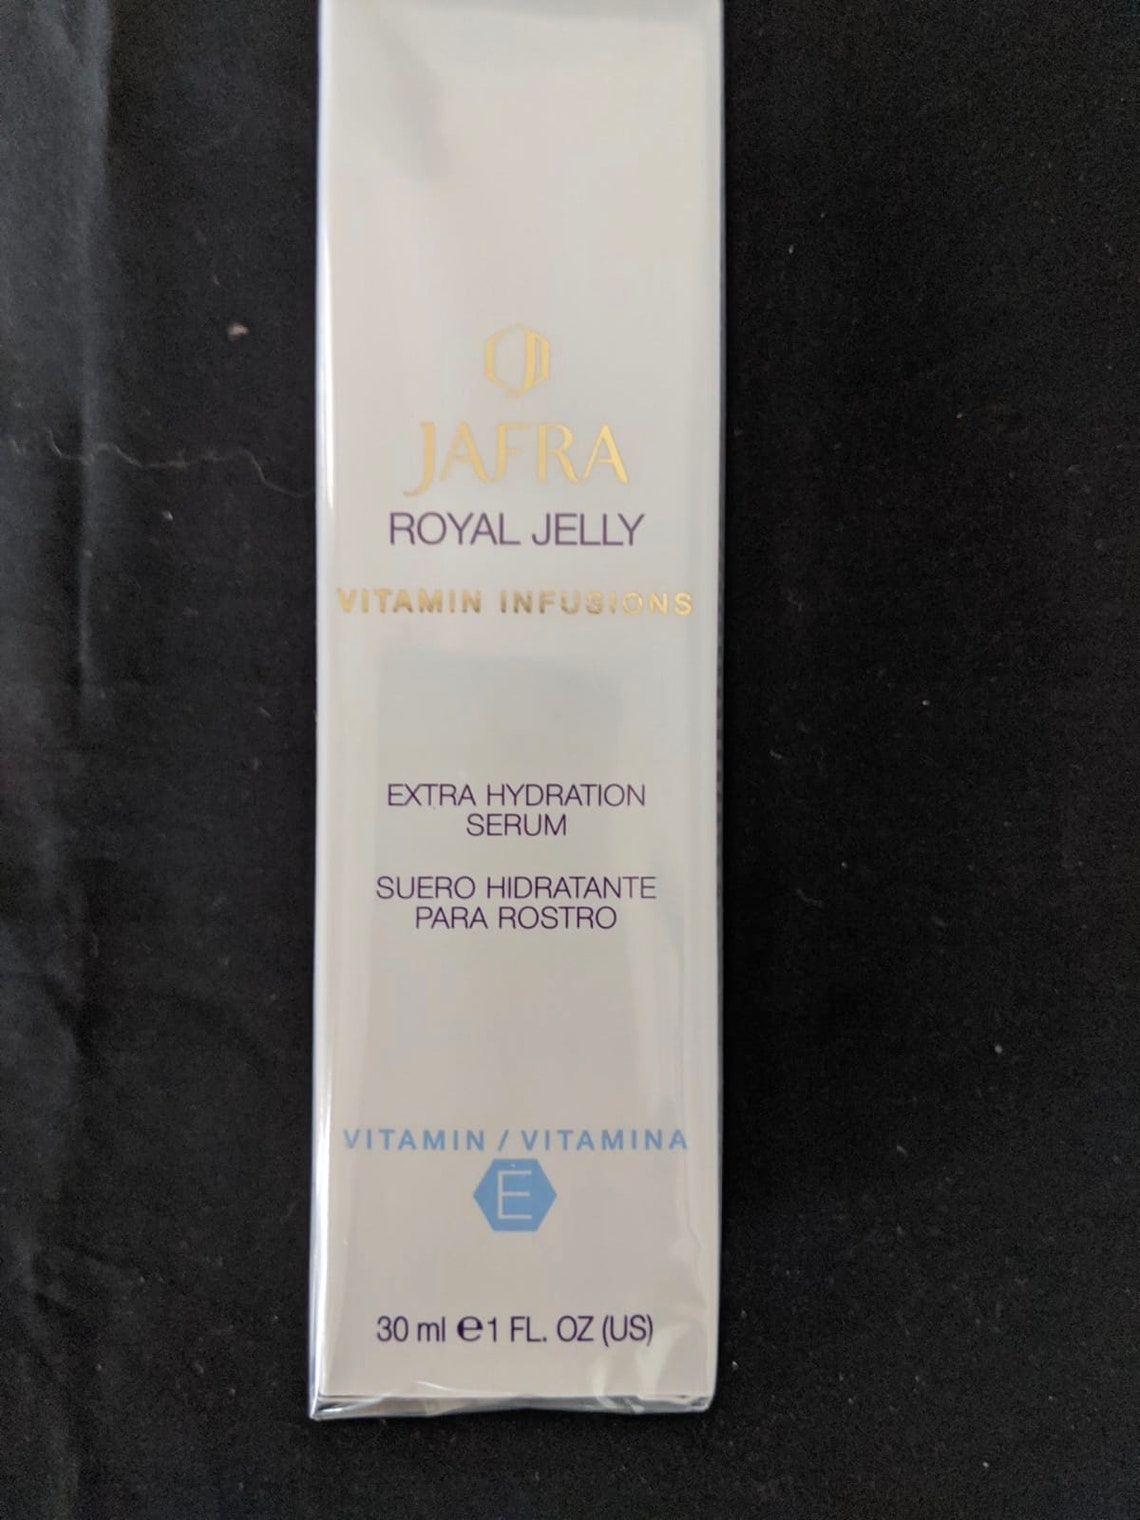 JAFRA
ROYAL JELLY
VITAMIN INFUSIONS
EXTRA HYDRATION
SERUM
SUERO HIDRATANTE
PARA ROSTRO
VITAMIN / VITAMINA
E
30 ml ℮ 1 FL. OZ (US)